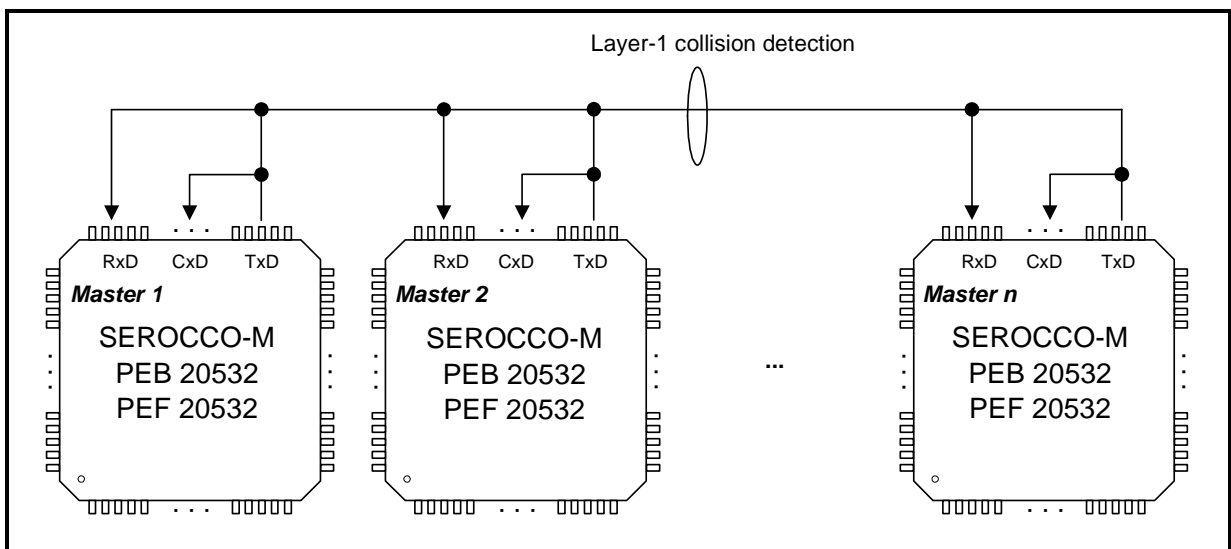 Layer-1 collision detection
. . .
. . .
. . .
RxD CxD TxD
RxD CxD TxD
RxD CxD TxD
Master 1
Master 2
Master n
SEROCCO-M
PEB 20532
PEF 20532
SEROCCO-M
PEB 20532
PEF 20532
...
SEROCCO-M
PEB 20532
PEF 20532
. . .
. . .
. . .